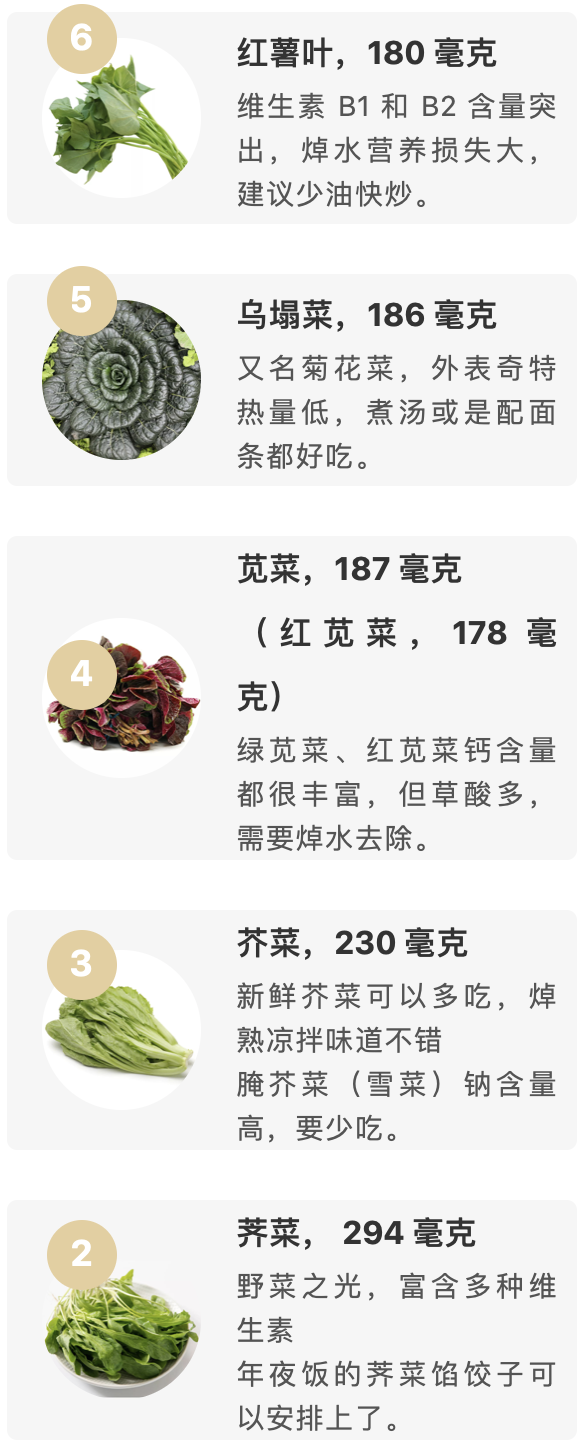 6
红薯叶，180 毫克
维生素 B1 和 B2 含量突
出，焯水营养损失大，
建议少油快炒。
5
乌塌菜，186 毫克
又名菊花菜，外表奇特
热量低，煮汤或是配面
条都好吃。
4
苋菜，187 毫克
（红苋菜，178 毫
克）
绿苋菜、红苋菜钙含量
都很丰富，但草酸多，
需要焯水去除。
3
芥菜，230 毫克
新鲜芥菜可以多吃，焯
熟凉拌味道不错
腌芥菜（雪菜）钠含量
高，要少吃。
2
荠菜， 294 毫克
野菜之光，富含多种维
生素
年夜饭的荠菜馅饺子可
以安排上了。